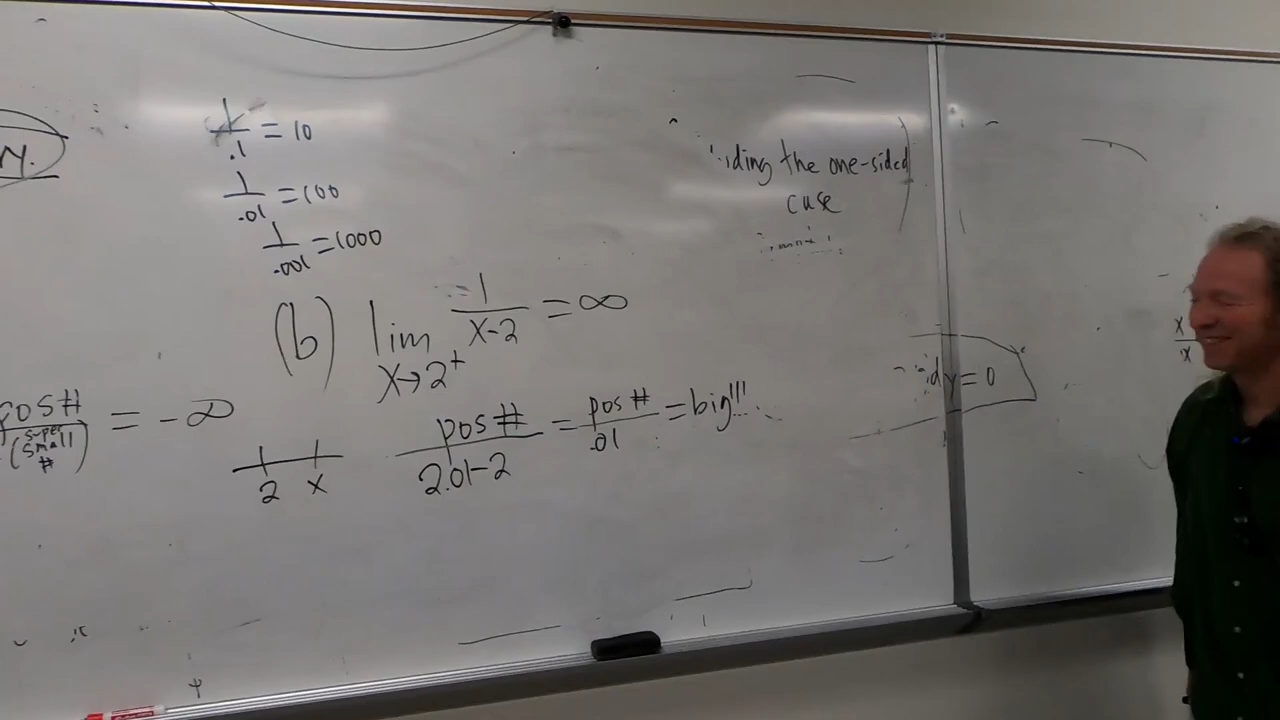 1/.1 = 10
1/.01 = 100
1/.001 = 1000
the one-sided
case
(b) lim x→2⁺ 1/(x-2) = ∞
pos #/(super small #) = -∞
2 x
pos #/(2.01-2) = pos #/.01 = big!!!
y=0
x/x